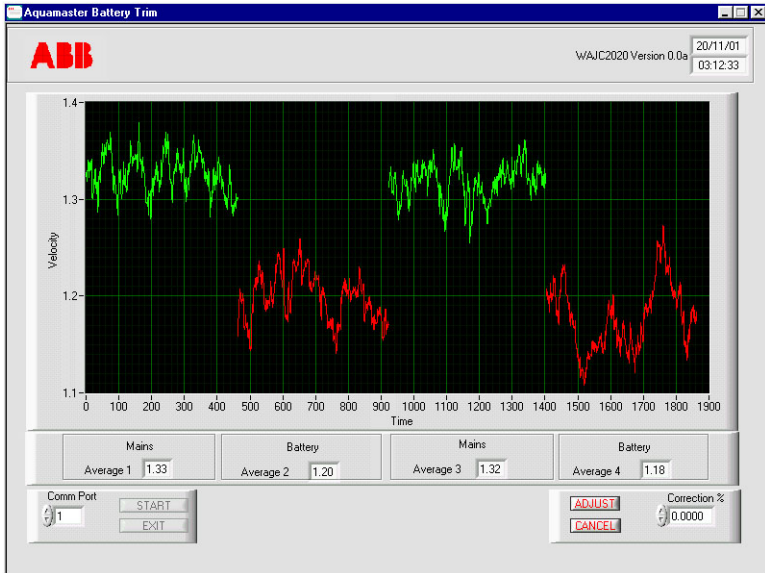 Aquamaster Battery Trim
ABB
WAJC2020 Version 0.0a
20/11/01
03:12:33
1.4
1.3
1.2
1.1
Velocity
0 100 200 300 400 500 600 700 800 900 1000 1100 1200 1300 1400 1500 1600 1700 1800 1900
Time
Mains Battery Mains Battery
Average 1 1.33 Average 2 1.20 Average 3 1.32 Average 4 1.18
Comm Port
1
START
EXIT
ADJUST
CANCEL
Correction %
0.0000